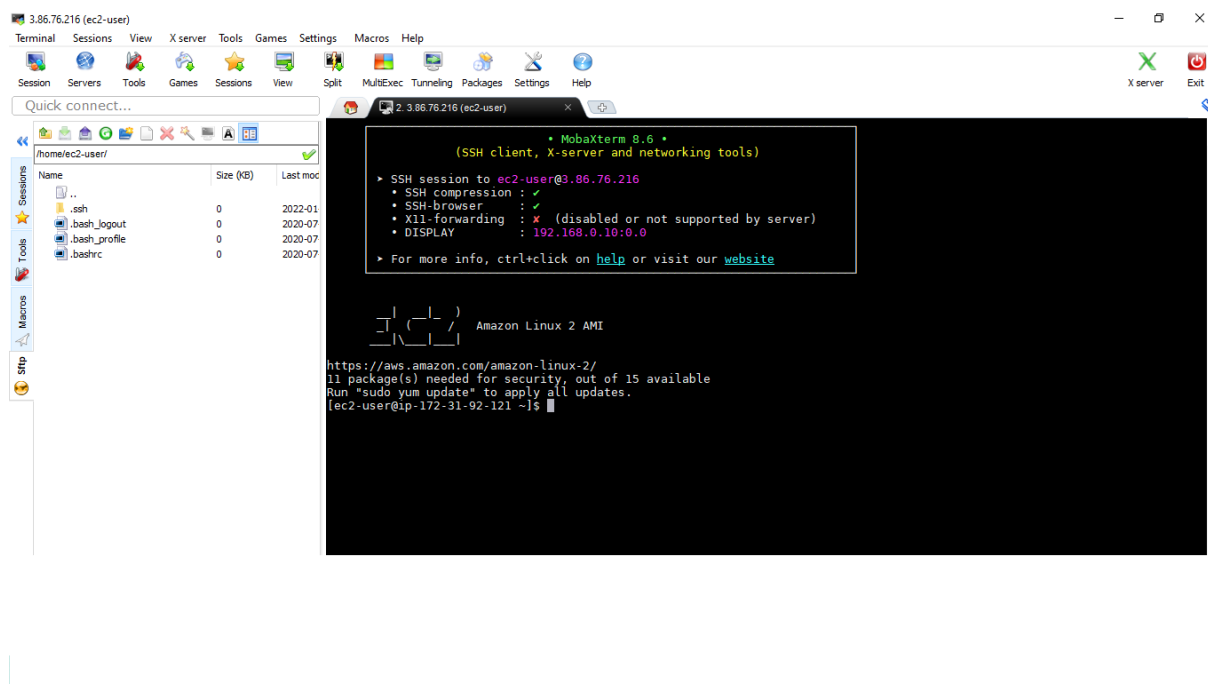 3.86.76.216 (ec2-user)
Terminal Sessions View X server Tools Games Settings Macros Help
Session Servers Tools Games Sessions View Split MultiExec Tunneling Packages Settings Help X server Exit
Quick connect...
2. 3.86.76.216 (ec2-user)
/home/ec2-user/
Name Size (KB) Last mod
..
.ssh 0 2022-01
.bash_logout 0 2020-07
.bash_profile 0 2020-07
.bashrc 0 2020-07
Sessions
Tools
Macros
Sftp
• MobaXterm 8.6 •
(SSH client, X-server and networking tools)
➤ SSH session to ec2-user@3.86.76.216
• SSH compression : ✔
• SSH-browser : ✔
• X11-forwarding : ✘ (disabled or not supported by server)
• DISPLAY : 192.168.0.10:0.0
➤ For more info, ctrl+click on help or visit our website
__| __|_ )
_| ( / Amazon Linux 2 AMI
___|\___|___|
https://aws.amazon.com/amazon-linux-2/
11 package(s) needed for security, out of 15 available
Run "sudo yum update" to apply all updates.
[ec2-user@ip-172-31-92-121 ~]$